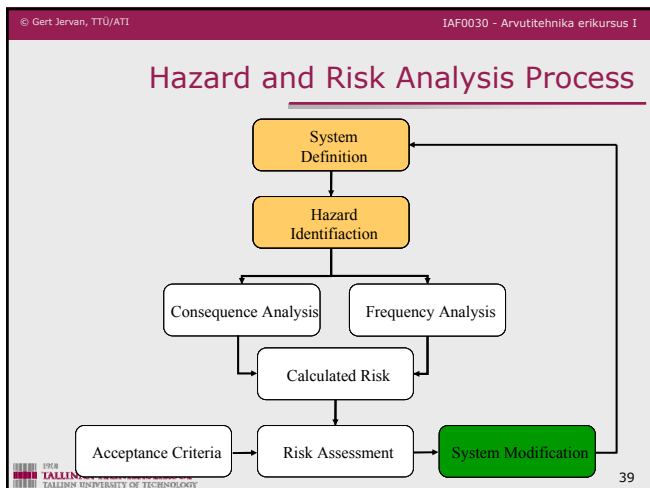 © Gert Jervan, TTÜ/ATI
IAF0030 - Arvutitehnika erikursus I
Hazard and Risk Analysis Process
System
Definition
Hazard
Identifiaction
Consequence Analysis
Frequency Analysis
Calculated Risk
Acceptance Criteria
Risk Assessment
System Modification
1918
TALLINN UNIVERSITY OF TECHNOLOGY
39